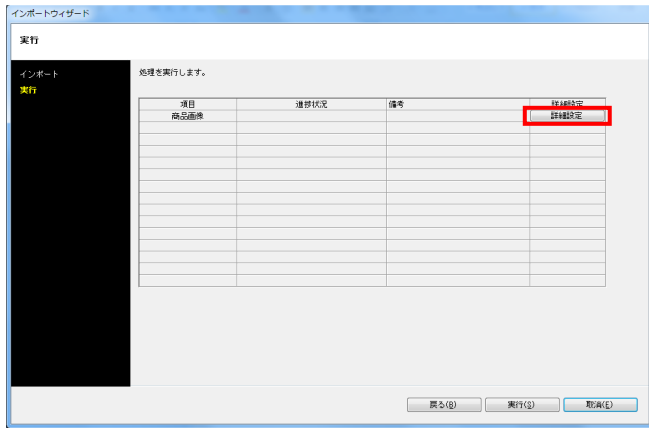 インポートウィザード
実行
インポート
実行
処理を実行します。
項目 進捗状況 備考 詳細設定
商品画像 詳細設定
戻る(B) 実行(S) 取消(E)